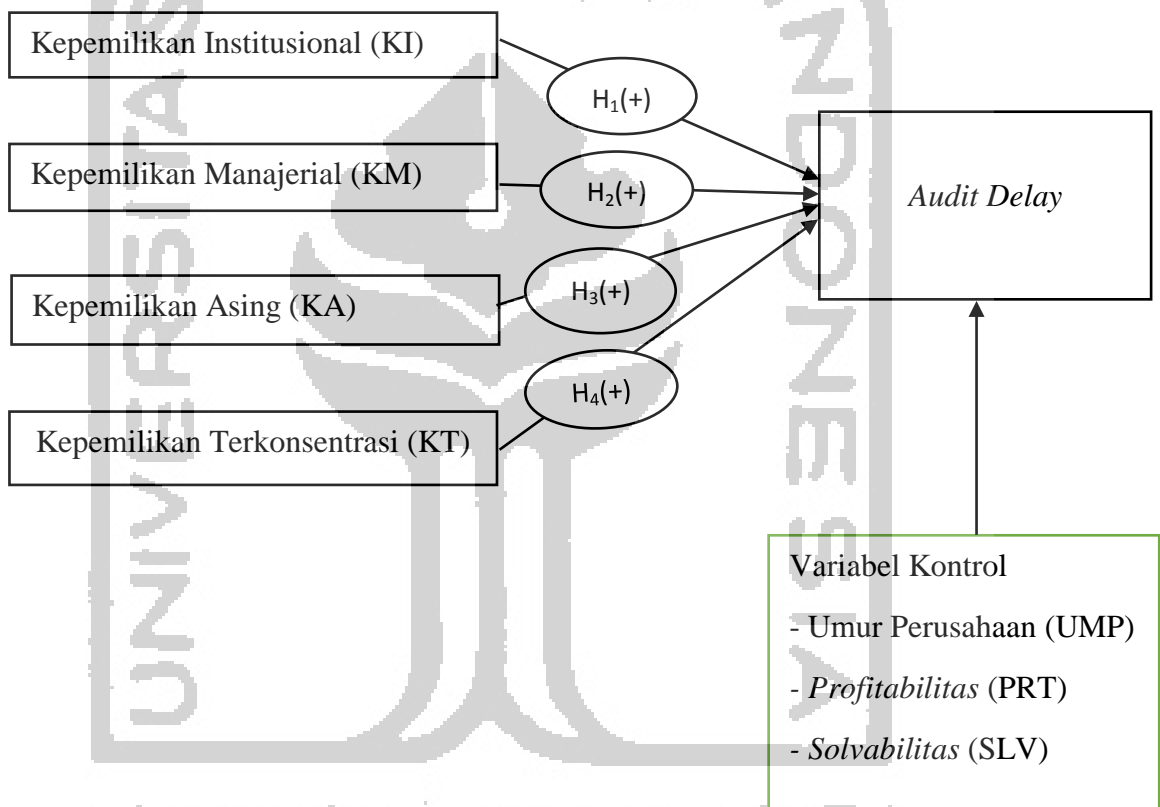 Kepemilikan Institusional (KI)
H₁(+)
Kepemilikan Manajerial (KM)
H₂(+)
Audit Delay
Kepemilikan Asing (KA)
H₃(+)
Kepemilikan Terkonsentrasi (KT)
H₄(+)
Variabel Kontrol
- Umur Perusahaan (UMP)
- Profitabilitas (PRT)
- Solvabilitas (SLV)
UNIVERSITAS